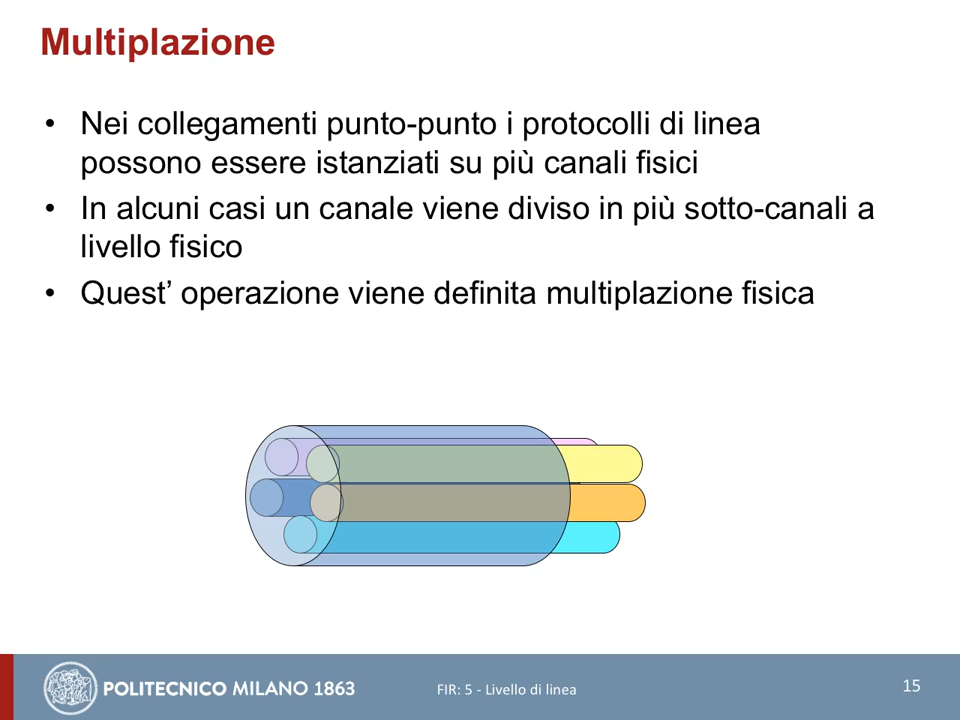 Multiplazione
• Nei collegamenti punto-punto i protocolli di linea
possono essere istanziati su più canali fisici
• In alcuni casi un canale viene diviso in più sotto-canali a
livello fisico
• Quest’ operazione viene definita multiplazione fisica
POLITECNICO MILANO 1863
FIR: 5 - Livello di linea
15